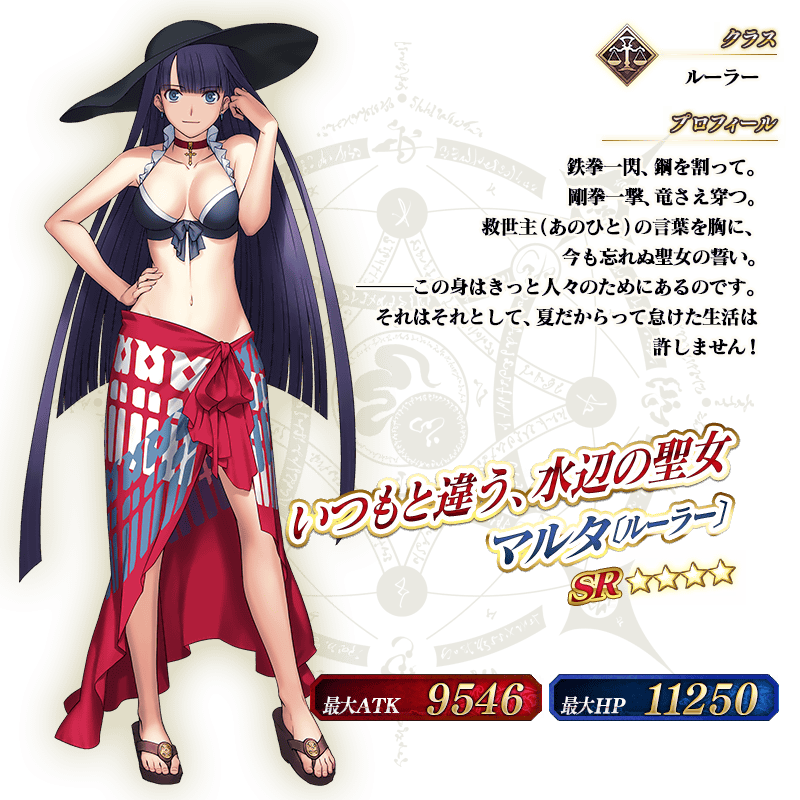 クラス
ルーラー
プロフィール
鉄拳一閃、鋼を割って。
剛拳一撃、竜さえ穿つ。
救世主(あのひと)の言葉を胸に、
今も忘れぬ聖女の誓い。
───この身はきっと人々のためにあるのです。
それはそれとして、夏だからって怠けた生活は
許しません!
いつもと違う、水辺の聖女
マルタ〔ルーラー〕
SR
最大ATK 9546
最大HP 11250